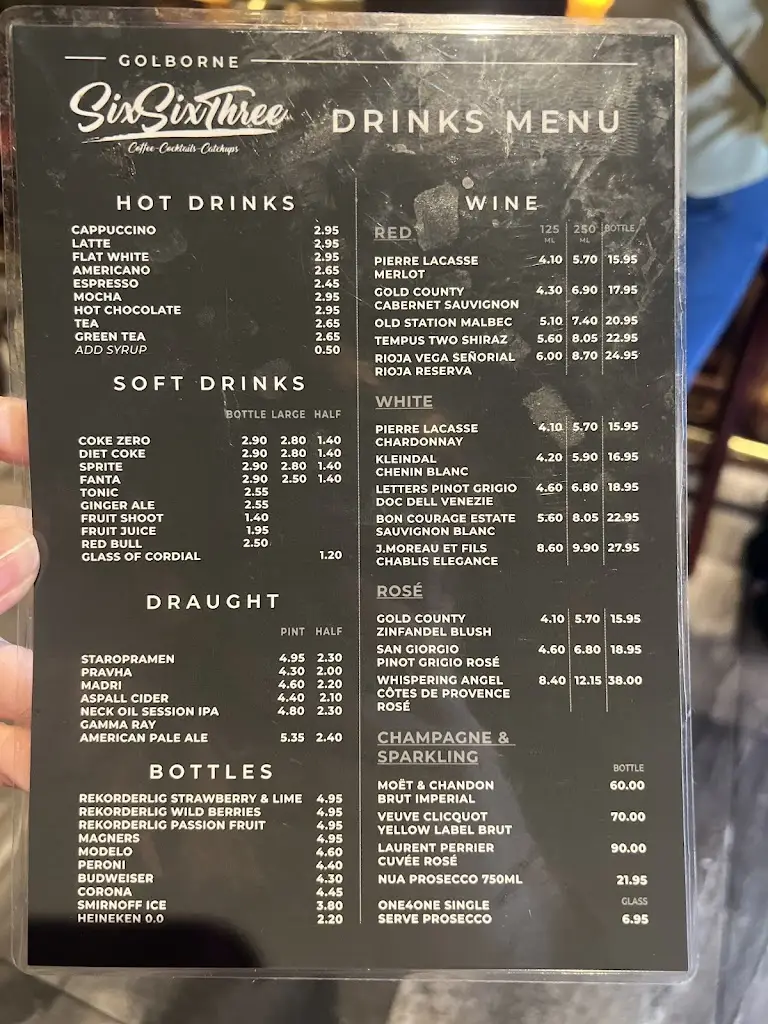 GOLBORNE
SixSixThree
Coffee-Cocktails-Catchups
DRINKS MENU
HOT DRINKS
CAPPUCCINO 2.95
LATTE 2.95
FLAT WHITE 2.95
AMERICANO 2.65
ESPRESSO 2.45
MOCHA 2.95
HOT CHOCOLATE 2.95
TEA 2.65
GREEN TEA 2.65
ADD SYRUP 0.50
SOFT DRINKS
BOTTLE LARGE HALF
COKE ZERO 2.90 2.80 1.40
DIET COKE 2.90 2.80 1.40
SPRITE 2.90 2.80 1.40
FANTA 2.90 2.50 1.40
TONIC 2.55
GINGER ALE 2.55
FRUIT SHOOT 1.40
FRUIT JUICE 1.95
RED BULL 2.50
GLASS OF CORDIAL 1.20
DRAUGHT
PINT HALF
STAROPRAMEN 4.95 2.30
PRAVHA 4.30 2.00
MADRI 4.60 2.20
ASPALL CIDER 4.40 2.10
NECK OIL SESSION IPA 4.80 2.30
GAMMA RAY
AMERICAN PALE ALE 5.35 2.40
BOTTLES
REKORDERLIG STRAWBERRY & LIME 4.95
REKORDERLIG WILD BERRIES 4.95
REKORDERLIG PASSION FRUIT 4.95
MAGNERS 4.95
MODELO 4.60
PERONI 4.40
BUDWEISER 4.30
CORONA 4.45
SMIRNOFF ICE 3.80
HEINEKEN 0.0 2.20
WINE
RED 125 ML 250 ML BOTTLE
PIERRE LACASSE 4.10 5.70 15.95
MERLOT
GOLD COUNTY 4.30 6.90 17.95
CABERNET SAUVIGNON
OLD STATION MALBEC 5.10 7.40 20.95
TEMPUS TWO SHIRAZ 5.60 8.05 22.95
RIOJA VEGA SEÑORIAL 6.00 8.70 24.95
RIOJA RESERVA
WHITE
PIERRE LACASSE 4.10 5.70 15.95
CHARDONNAY
KLEINDAL 4.20 5.90 16.95
CHENIN BLANC
LETTERS PINOT GRIGIO 4.60 6.80 18.95
DOC DELL VENEZIE
BON COURAGE ESTATE 5.60 8.05 22.95
SAUVIGNON BLANC
J.MOREAU ET FILS 8.60 9.90 27.95
CHABLIS ELEGANCE
ROSÉ
GOLD COUNTY 4.10 5.70 15.95
ZINFANDEL BLUSH
SAN GIORGIO 4.60 6.80 18.95
PINOT GRIGIO ROSÉ
WHISPERING ANGEL 8.40 12.15 38.00
CÔTES DE PROVENCE
ROSÉ
CHAMPAGNE &
SPARKLING
BOTTLE
MOËT & CHANDON 60.00
BRUT IMPERIAL
VEUVE CLICQUOT 70.00
YELLOW LABEL BRUT
LAURENT PERRIER 90.00
CUVÉE ROSÉ
NUA PROSECCO 750ML 21.95
GLASS
ONE4ONE SINGLE
SERVE PROSECCO 6.95